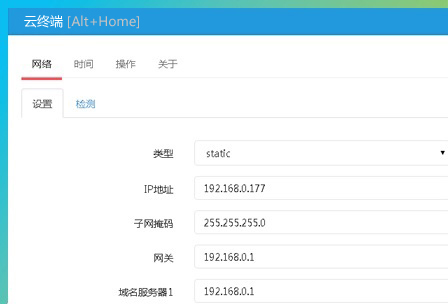 云终端 [Alt+Home]
网络 时间 操作 关于
设置 检测
类型 static
IP地址 192.168.0.177
子网掩码 255.255.255.0
网关 192.168.0.1
域名服务器1 192.168.0.1